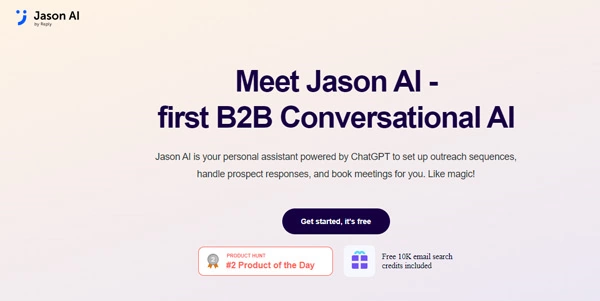 Jason AI
by Reply
Meet Jason AI -
first B2B Conversational AI
Jason AI is your personal assistant powered by ChatGPT to set up outreach sequences,
handle prospect responses, and book meetings for you. Like magic!
Get started, it's free
PRODUCT HUNT
#2 Product of the Day
Free 10K email search
credits included